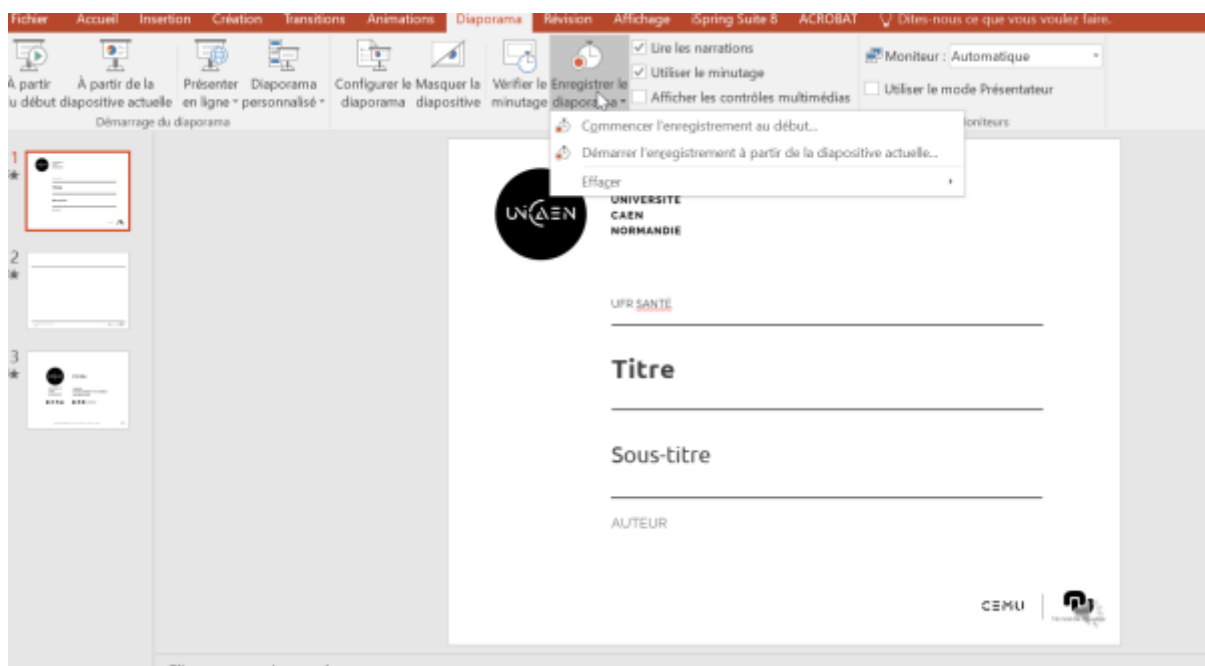 Fichier Accueil Insertion Création Transitions Animations Diaporama Révision Affichage iSpring Suite 8 ACROBAT Dites-nous ce que vous voulez faire.
À partir
u début
À partir de la
diapositive actuelle
Présenter
en ligne
Diaporama
personnalisé
Configurer le
diaporama
Masquer la
diapositive
Vérifier le
minutage
Enregistrer le
diaporama
Lire les narrations
Utiliser le minutage
Afficher les contrôles multimédias
Moniteur : Automatique
Utiliser le mode Présentateur
Démarrage du diaporama
oniteurs
Commencer l'enregistrement au début...
Démarrer l'enregistrement à partir de la diapositive actuelle...
Effacer
1
2
3
UNICAEN
UNIVERSITÉ
CAEN
NORMANDIE
UFR SANTÉ
Titre
Sous-titre
AUTEUR
CEMU